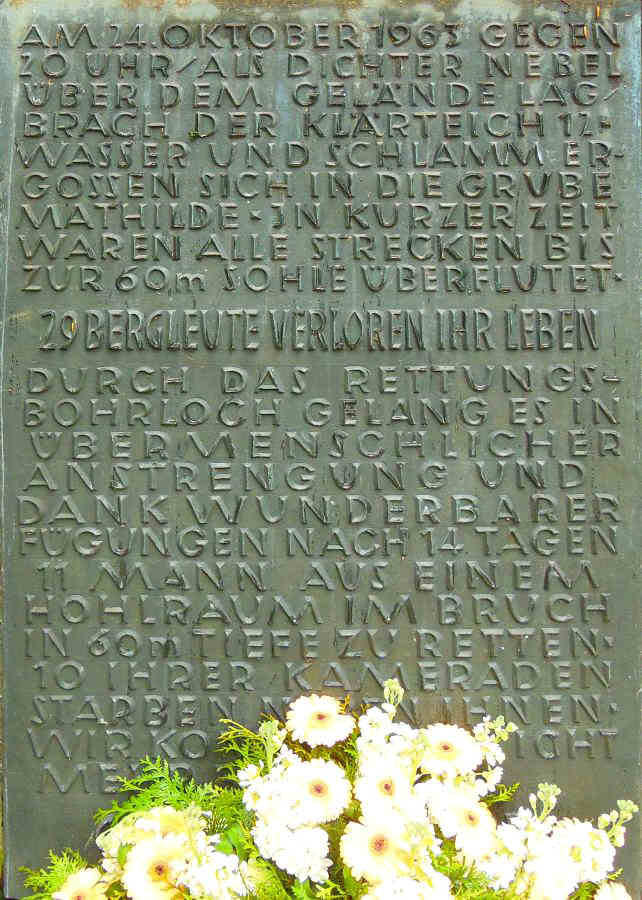 AM 24. OKTOBER 1963 GEGEN
20 UHR, ALS DICHTER NEBEL
ÜBER DEM GELÄNDE LAG,
BRACH DER KLÄRTEICH 12·
WASSER UND SCHLAMM ER-
GOSSEN SICH IN DIE GRUBE
MATHILDE · IN KURZER ZEIT
WAREN ALLE STRECKEN BIS
ZUR 60m SOHLE ÜBERFLUTET·
29 BERGLEUTE VERLOREN IHR LEBEN
DURCH DAS RETTUNGS-
BOHRLOCH GELANG ES IN
ÜBERMENSCHLICHER
ANSTRENGUNG UND
DANK WUNDERBARER
FÜGUNGEN NACH 14 TAGEN
11 MANN AUS EINEM
HOHLRAUM IM BRUCH
IN 60m TIEFE ZU RETTEN·
10 IHRER KAMERADEN
STARBEN IHNEN·
WIR